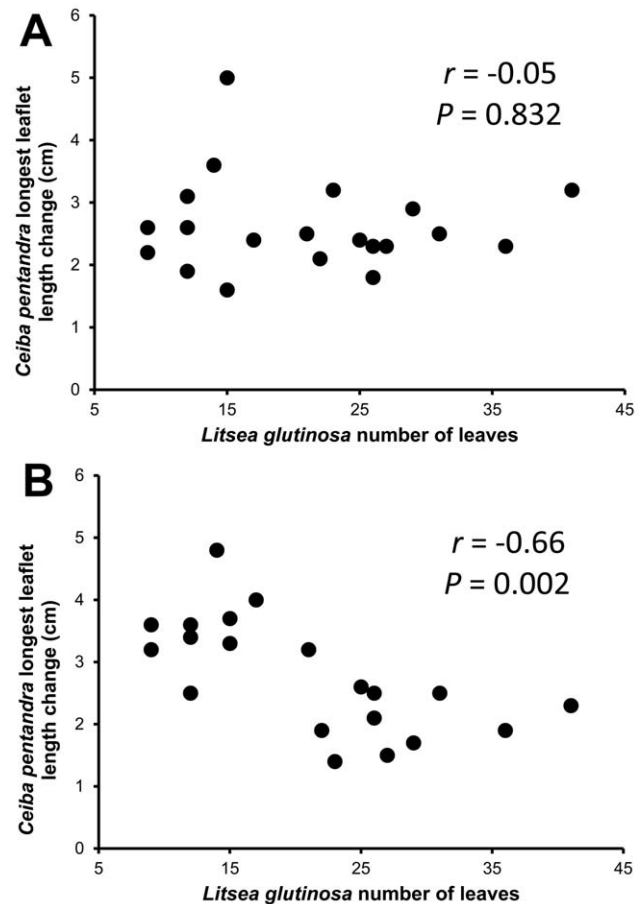 A
6
5
4
3
2
1
0
Ceiba pentandra longest leaflet
length change (cm)
r = -0.05
P = 0.832
5
15
25
35
45
Litsea glutinosa number of leaves
B
6
5
4
3
2
1
0
Ceiba pentandra longest leaflet
length change (cm)
r = -0.66
P = 0.002
5
15
25
35
45
Litsea glutinosa number of leaves